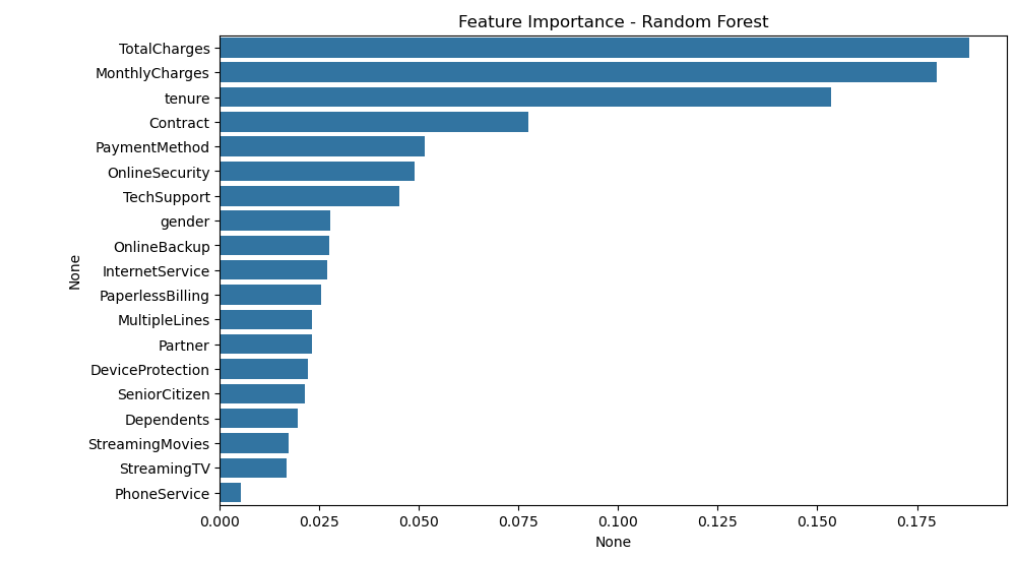 Feature Importance - Random Forest
TotalCharges
MonthlyCharges
tenure
Contract
PaymentMethod
OnlineSecurity
TechSupport
gender
OnlineBackup
InternetService
PaperlessBilling
MultipleLines
Partner
DeviceProtection
SeniorCitizen
Dependents
StreamingMovies
StreamingTV
PhoneService
None
0.000 0.025 0.050 0.075 0.100 0.125 0.150 0.175
None